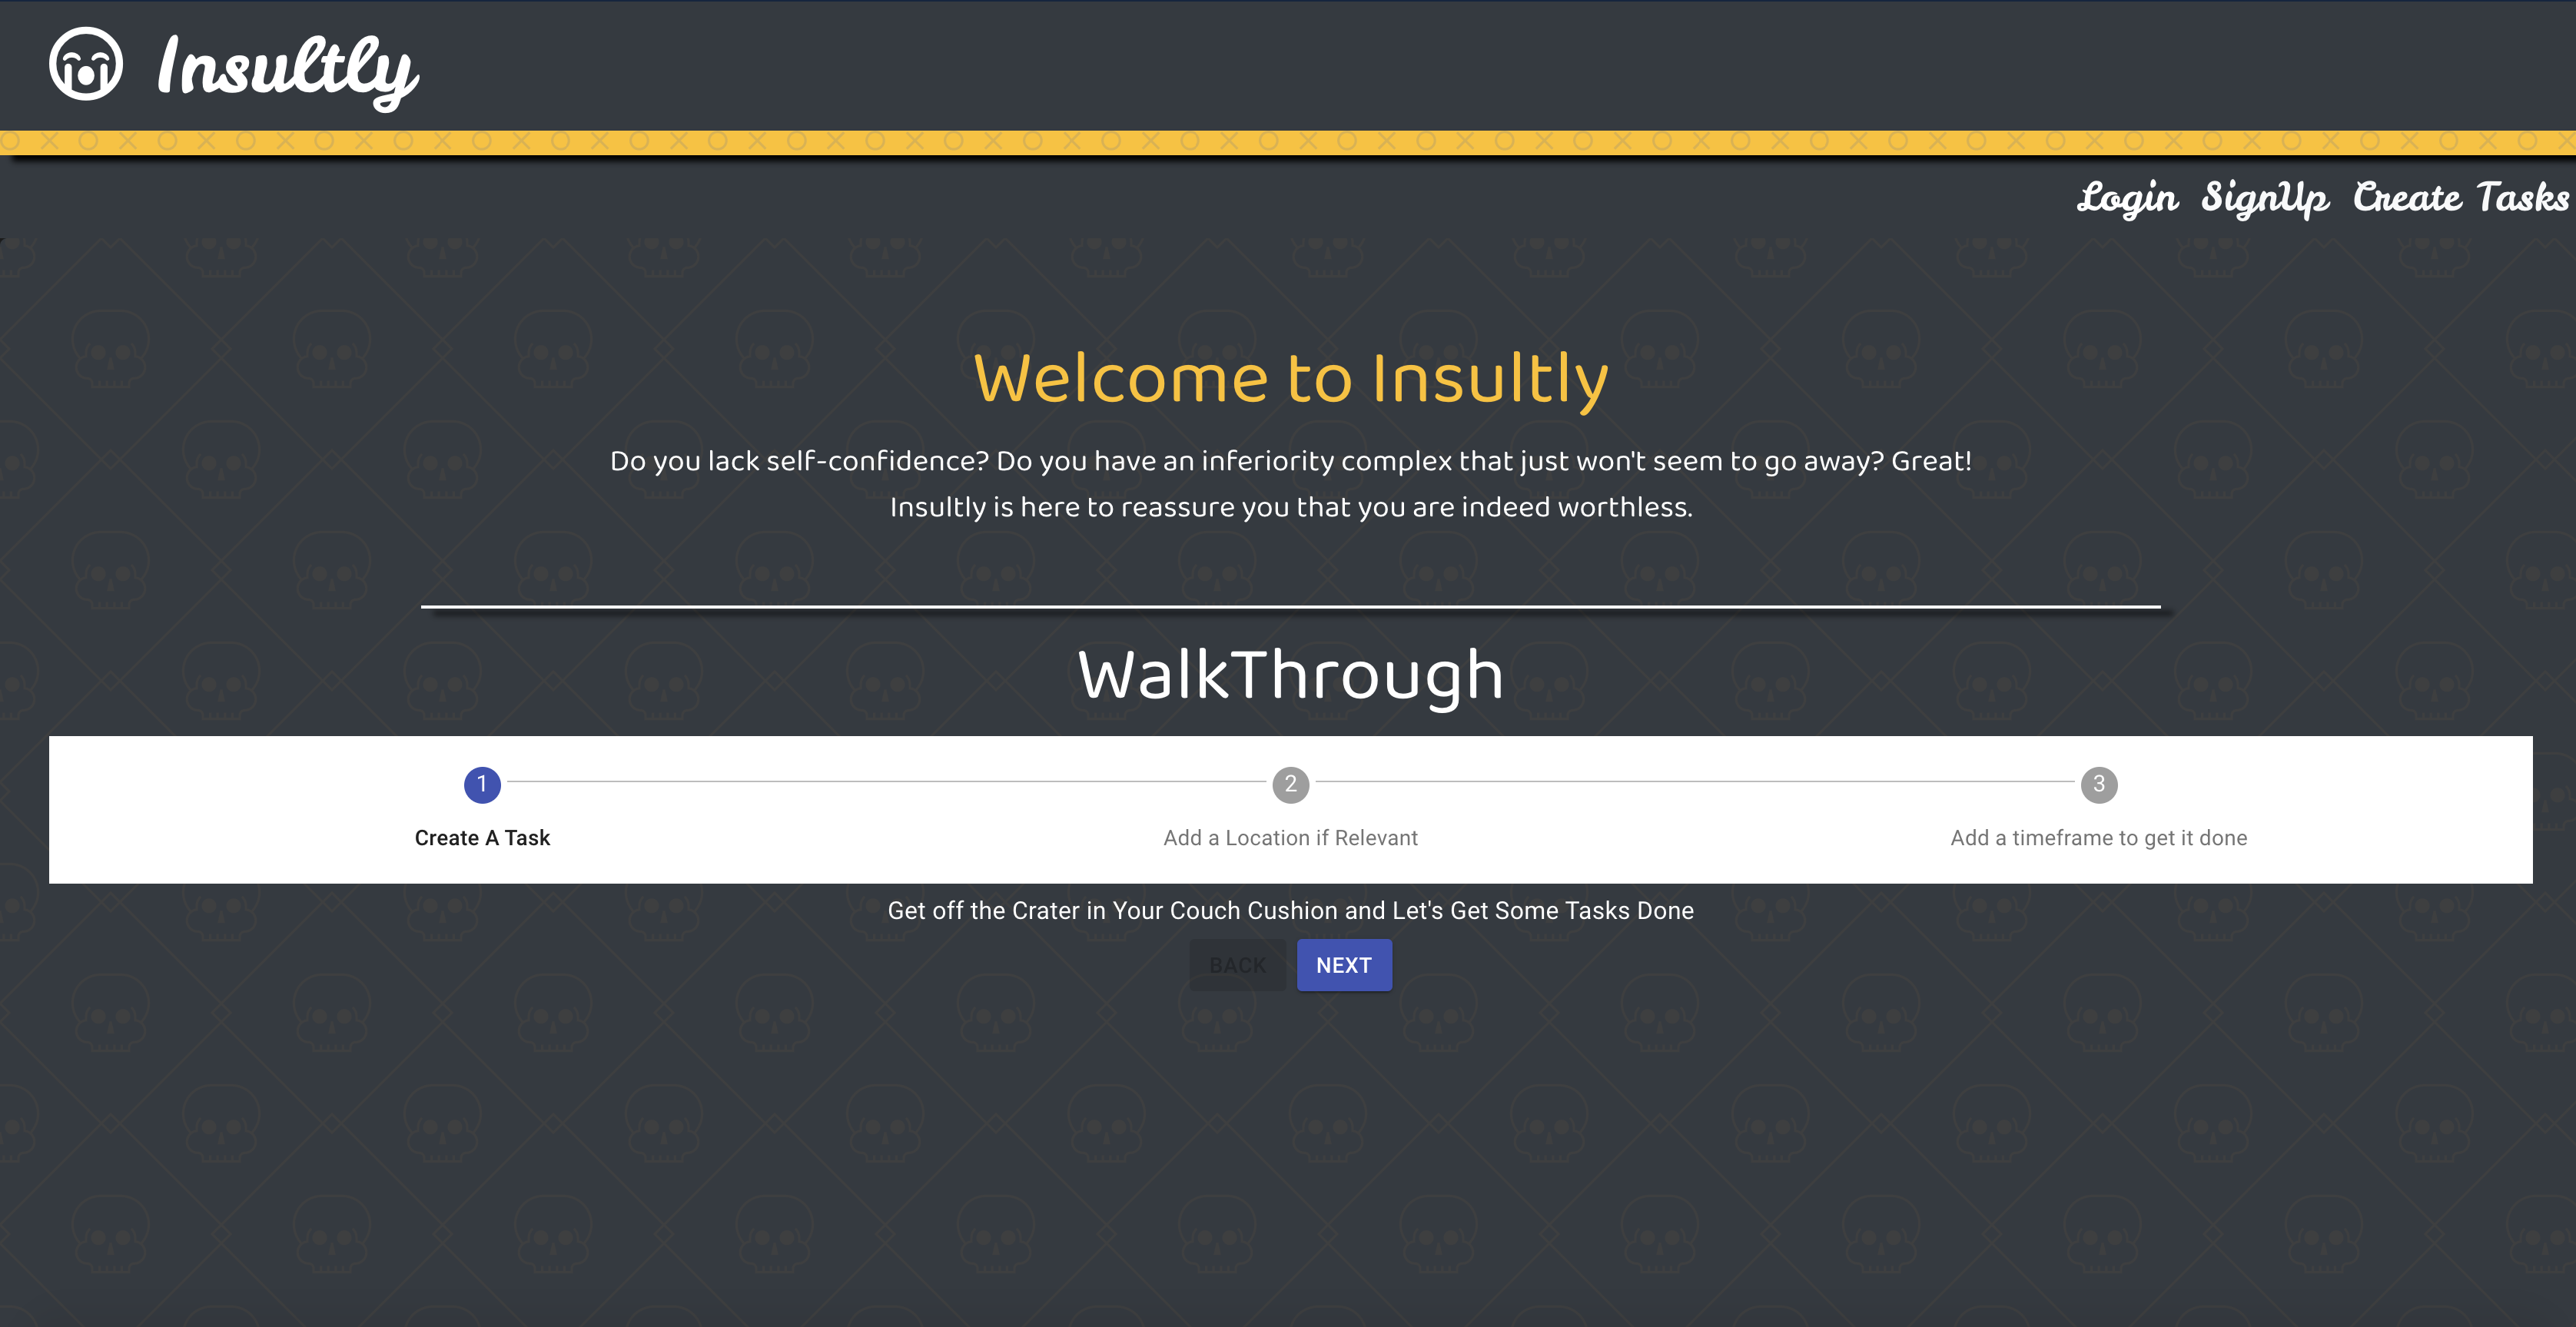 Insultly
Login SignUp Create Tasks
Welcome to Insultly
Do you lack self-confidence? Do you have an inferiority complex that just won't seem to go away? Great!
Insultly is here to reassure you that you are indeed worthless.
WalkThrough
1 2 3
Create A Task Add a Location if Relevant Add a timeframe to get it done
Get off the Crater in Your Couch Cushion and Let's Get Some Tasks Done
BACK NEXT